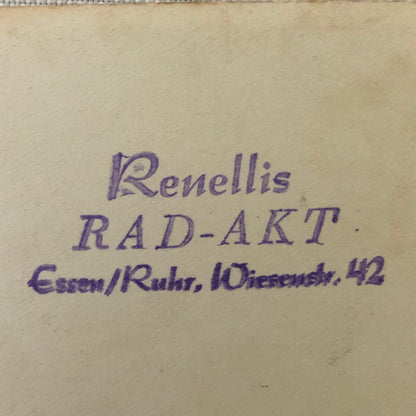 Renellis
RAD-AKT
Essen/Ruhr, Wiesenstr. 42